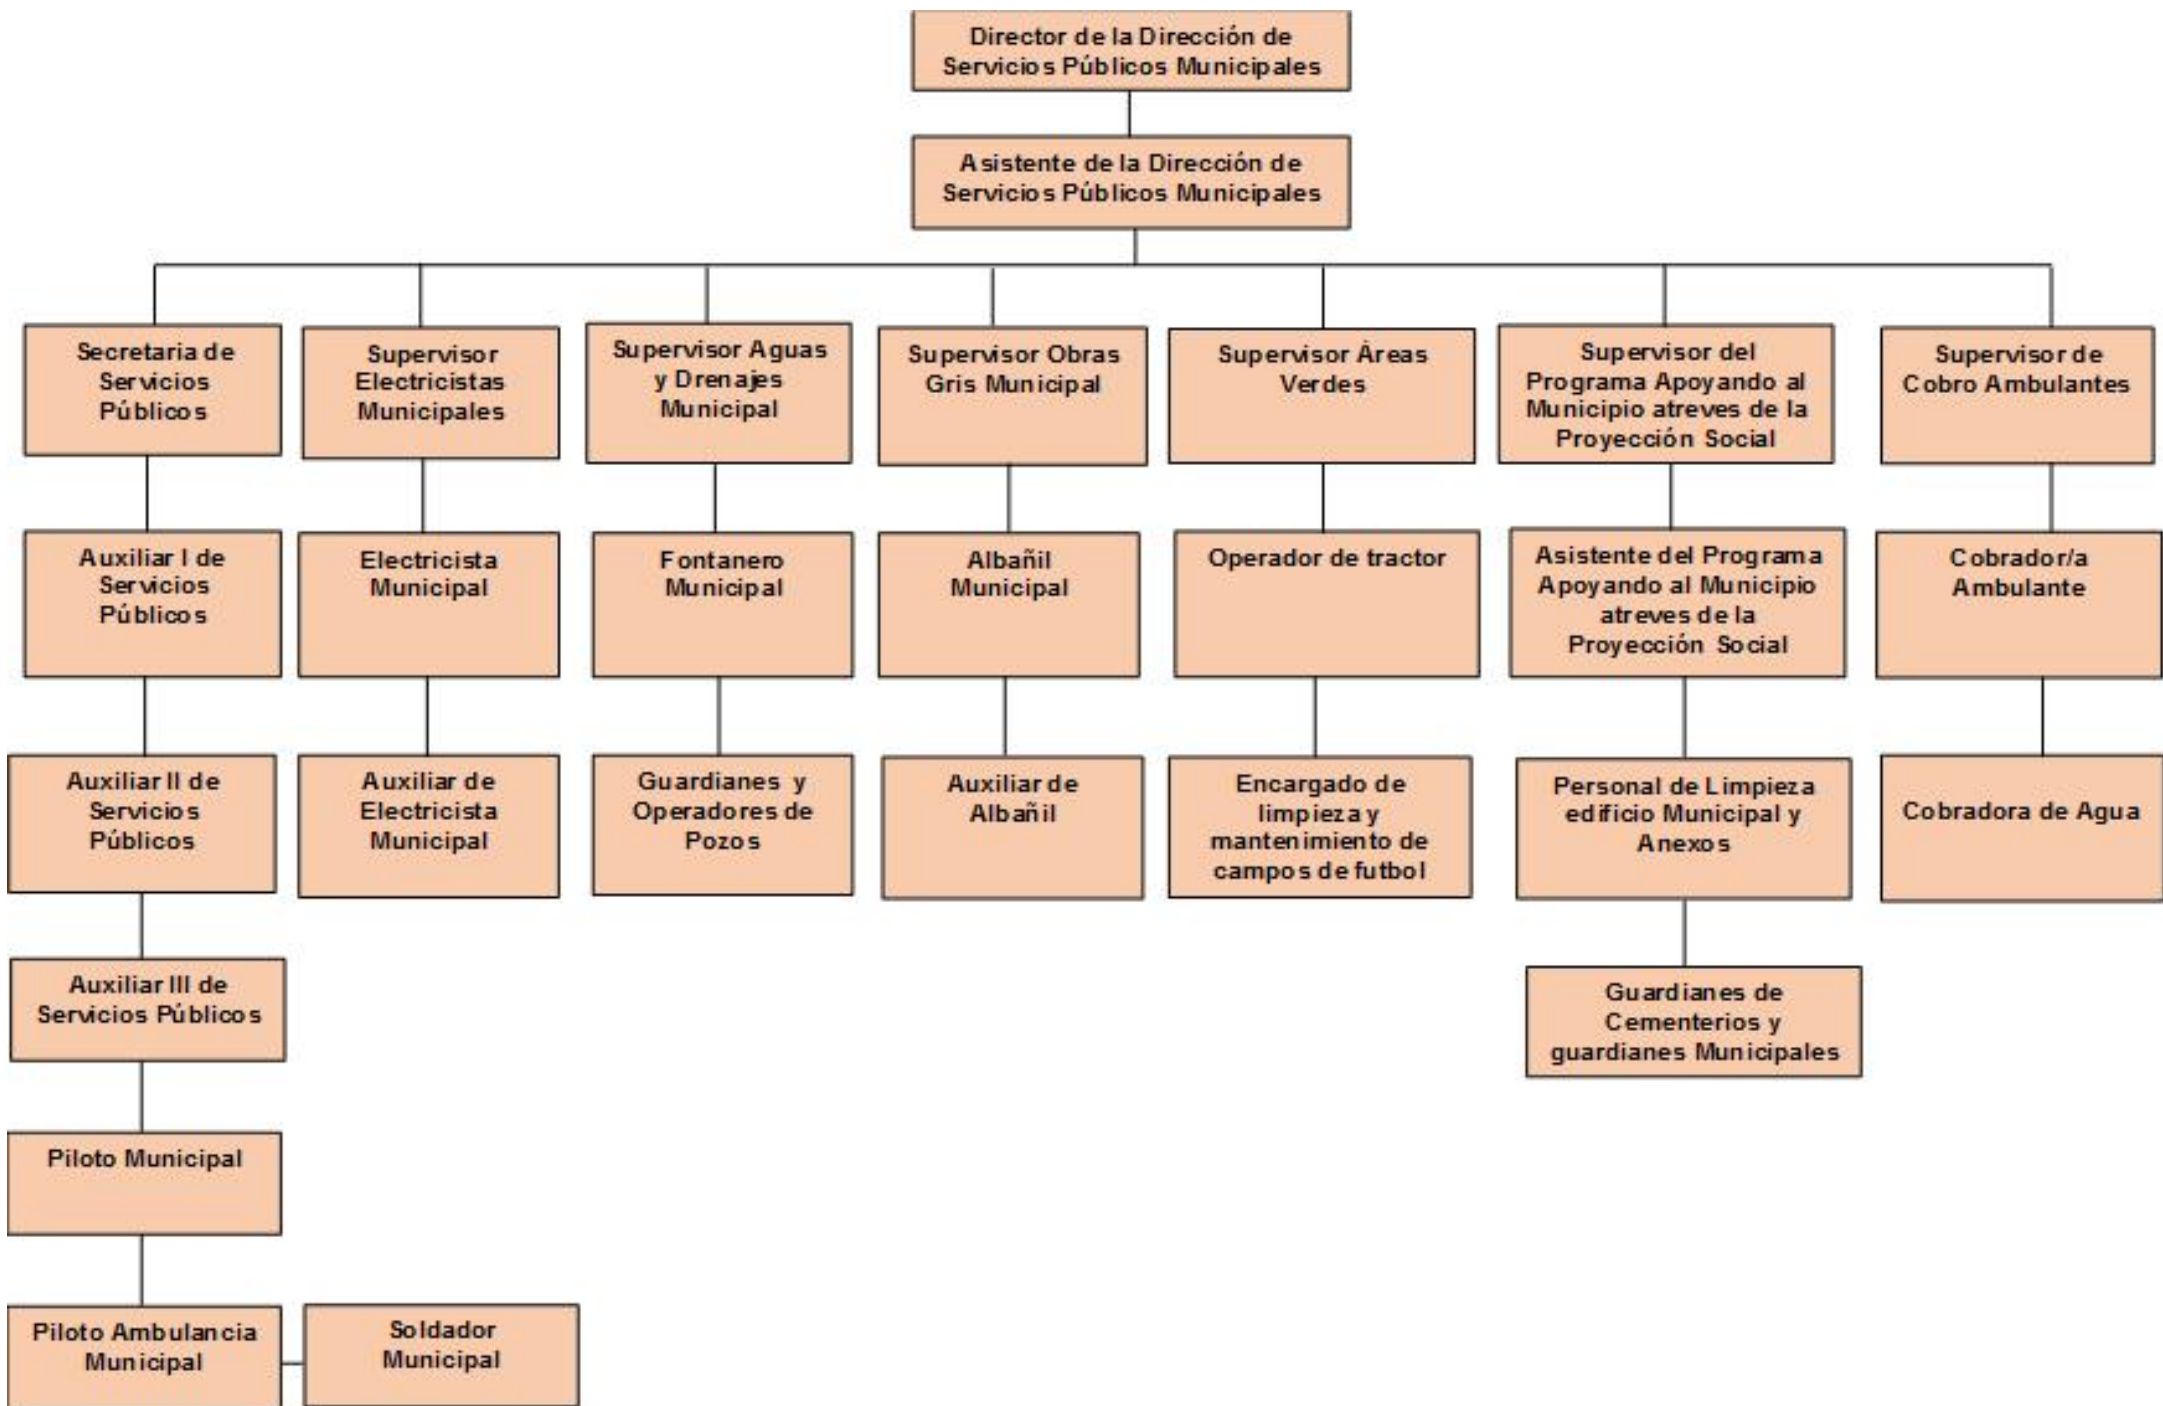 Director de la Dirección de
Servicios Públicos Municipales
Asistente de la Dirección de
Servicios Públicos Municipales
Secretaria de
Servicios
Públicos
Supervisor
Electricistas
Municipales
Supervisor Aguas
y Drenajes
Municipal
Supervisor Obras
Gris Municipal
Supervisor Áreas
Verdes
Supervisor del
Programa Apoyando al
Municipio atreves de la
Proyección Social
Supervisor de
Cobro Ambulantes
Auxiliar I de
Servicios
Públicos
Electricista
Municipal
Fontanero
Municipal
Albañil
Municipal
Operador de tractor
Asistente del Programa
Apoyando al Municipio
atreves de la
Proyección Social
Cobrador/a
Ambulante
Auxiliar II de
Servicios
Públicos
Auxiliar de
Electricista
Municipal
Guardianes y
Operadores de
Pozos
Auxiliar de
Albañil
Encargado de
limpieza y
mantenimiento de
campos de futbol
Personal de Limpieza
edificio Municipal y
Anexos
Cobradora de Agua
Auxiliar III de
Servicios Públicos
Guardianes de
Cementerios y
guardianes Municipales
Piloto Municipal
Piloto Ambulancia
Municipal
Soldador
Municipal